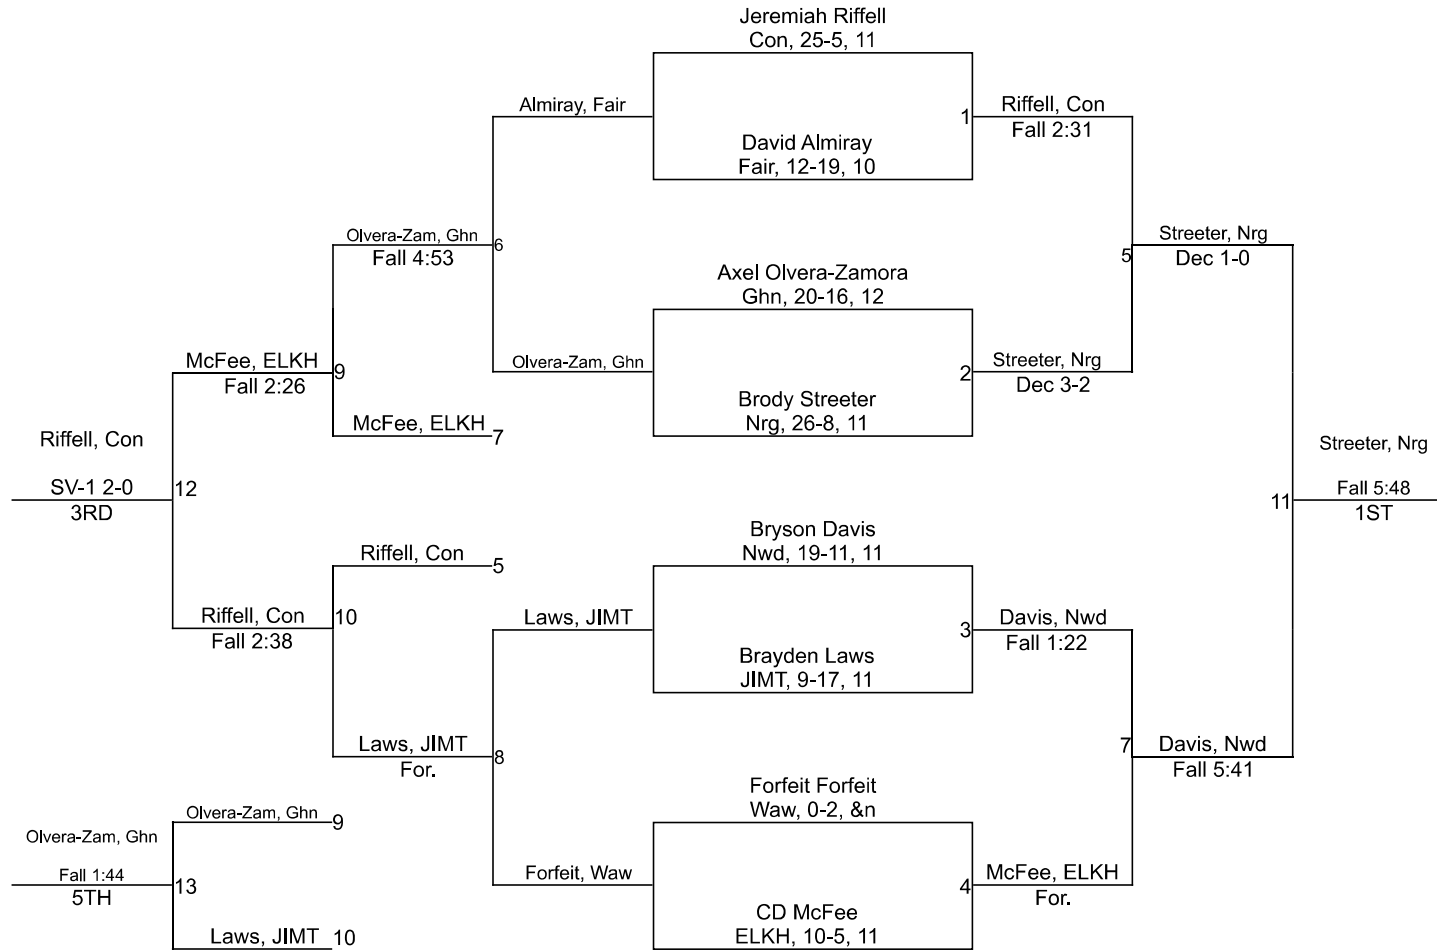 Jeremiah Riffell
Con, 25-5, 11
Almiray, Fair
1
Riffell, Con
Fall 2:31
David Almiray
Fair, 12-19, 10
Olvera-Zam, Ghn
Fall 4:53
6
Axel Olvera-Zamora
Ghn, 20-16, 12
5
Streeter, Nrg
Dec 1-0
McFee, ELKH
Fall 2:26
9
Olvera-Zam, Ghn
2
Streeter, Nrg
Dec 3-2
Brody Streeter
Nrg, 26-8, 11
McFee, ELKH
7
Riffell, Con
SV-1 2-0
3RD
12
Streeter, Nrg
Fall 5:48
1ST
11
Bryson Davis
Nwd, 19-11, 11
Riffell, Con
5
Riffell, Con
Fall 2:38
10
Laws, JIMT
3
Davis, Nwd
Fall 1:22
Brayden Laws
JIMT, 9-17, 11
Laws, JIMT
For.
8
7
Davis, Nwd
Fall 5:41
Forfeit Forfeit
Waw, 0-2, &n
Olvera-Zam, Ghn
9
Olvera-Zam, Ghn
Fall 1:44
5TH
13
Forfeit, Waw
4
McFee, ELKH
For.
CD McFee
ELKH, 10-5, 11
Laws, JIMT
10